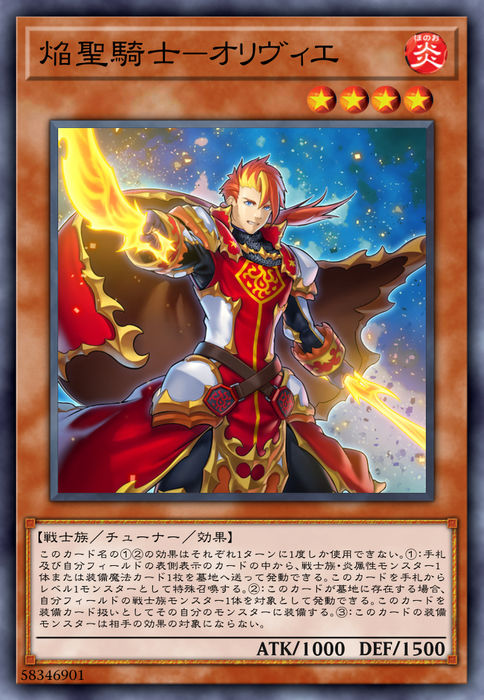 焔聖騎士－オリヴィエ
ほのお
炎
【戦士族／チューナー／効果】
このカード名の①②の効果はそれぞれ1ターンに1度しか使用できない。①：手札
及び自分フィールドの表側表示のカードの中から、戦士族・炎属性モンスター1
体または装備魔法カード1枚を墓地へ送って発動できる。このカードを手札から
レベル1モンスターとして特殊召喚する。②：このカードが墓地に存在する場合、
自分フィールドの戦士族モンスター1体を対象として発動できる。このカードを
装備カード扱いとしてその自分のモンスターに装備する。③：このカードの装備
モンスターは相手の効果の対象にならない。
ATK/1000 DEF/1500
58346901